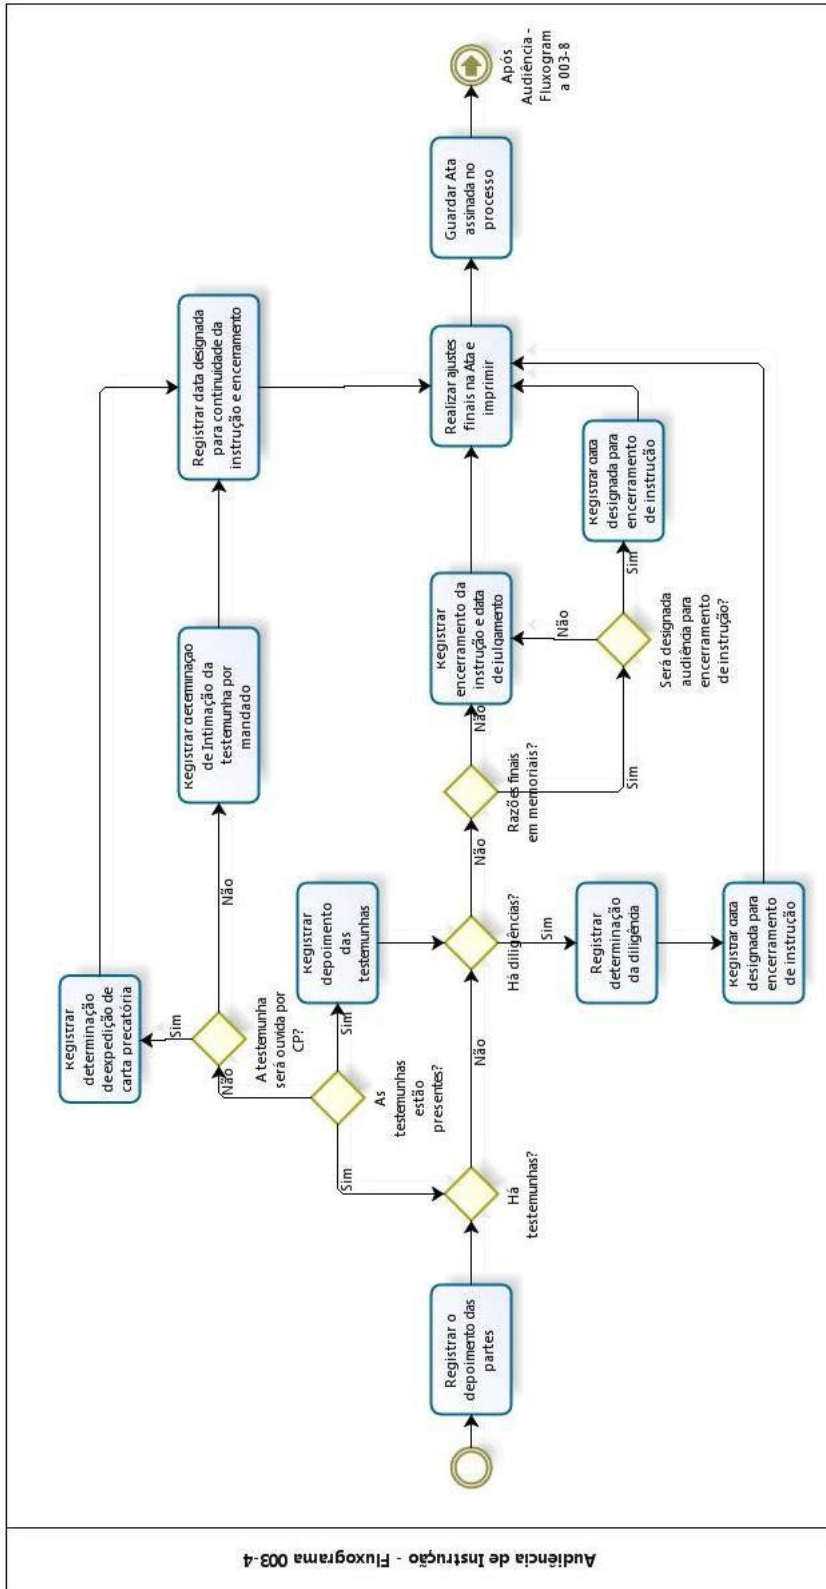 Audiência de Instrução - Fluxograma 003-4
Registrar o
depoimento das
partes
Há
testemunhas?
Sim
Não
As
testemunhas
estão
presentes?
Não
Sim
A testemunha
será ouvida por
CP?
Sim
Não
Registrar
determinação
deexpedição de
carta precatória
Registrar determinação
de Intimação da
testemunha por
mandado
Registrar data designada
para continuidade da
instrução e encerramento
Registrar
depoimento
das
testemunhas
Há diligências?
Sim
Não
Registrar
determinação
da diligência
Registrar data
designada para
encerramento
de instrução
Razões finais
em memoriais?
Não
Sim
Registrar
encerramento da
instrução e data
de julgamento
Será designada
audiência para
encerramento
de instrução?
Não
Sim
Registrar data
designada para
encerramento
de instrução
Realizar ajustes
finais na Ata e
imprimir
Guardar Ata
assinada no
processo
Após
Audiência -
Fluxogram
a 003-8